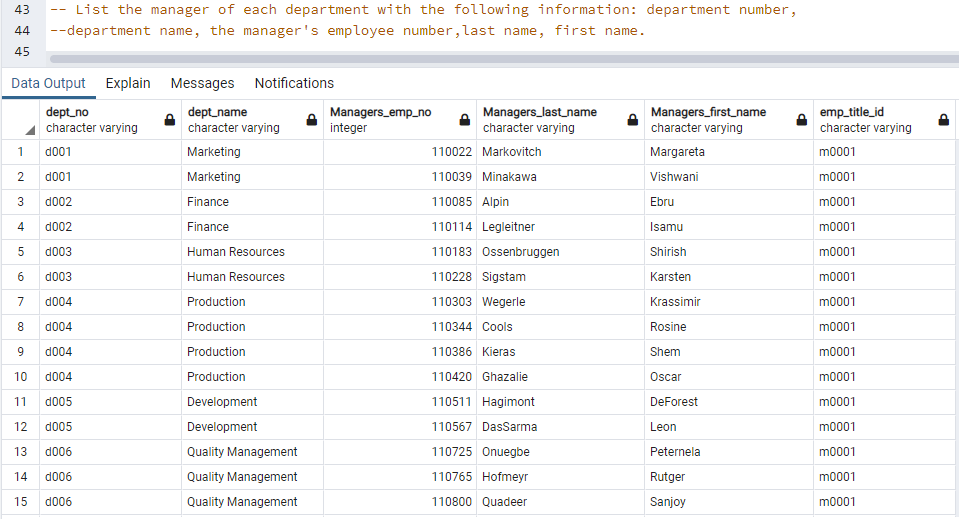 43 -- List the manager of each department with the following information: department number,
44 --department name, the manager's employee number,last name, first name.
45
Data Output Explain Messages Notifications
dept_no dept_name Managers_emp_no Managers_last_name Managers_first_name emp_title_id
character varying character varying integer character varying character varying character varying
1 d001 Marketing 110022 Markovitch Margareta m0001
2 d001 Marketing 110039 Minakawa Vishwani m0001
3 d002 Finance 110085 Alpin Ebru m0001
4 d002 Finance 110114 Legleitner Isamu m0001
5 d003 Human Resources 110183 Ossenbruggen Shirish m0001
6 d003 Human Resources 110228 Sigstam Karsten m0001
7 d004 Production 110303 Wegerle Krassimir m0001
8 d004 Production 110344 Cools Rosine m0001
9 d004 Production 110386 Kieras Shem m0001
10 d004 Production 110420 Ghazalie Oscar m0001
11 d005 Development 110511 Hagimont DeForest m0001
12 d005 Development 110567 DasSarma Leon m0001
13 d006 Quality Management 110725 Onuegbe Peternela m0001
14 d006 Quality Management 110765 Hofmeyr Rutger m0001
15 d006 Quality Management 110800 Quadeer Sanjoy m0001